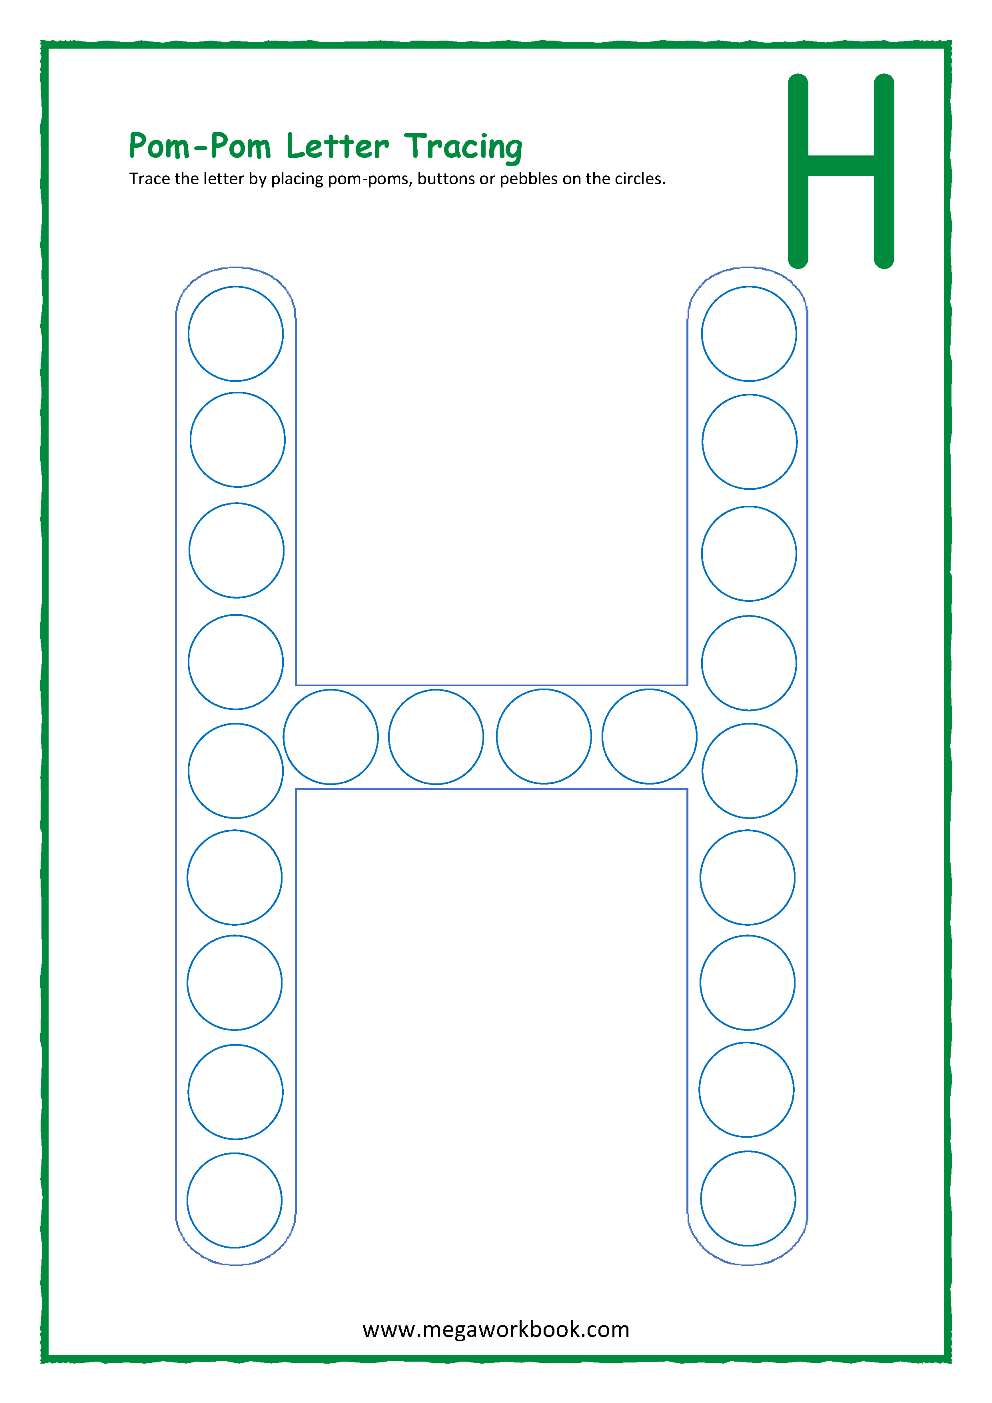 H
Pom-Pom Letter Tracing
Trace the letter by placing pom-poms, buttons or pebbles on the circles.
www.megaworkbook.com